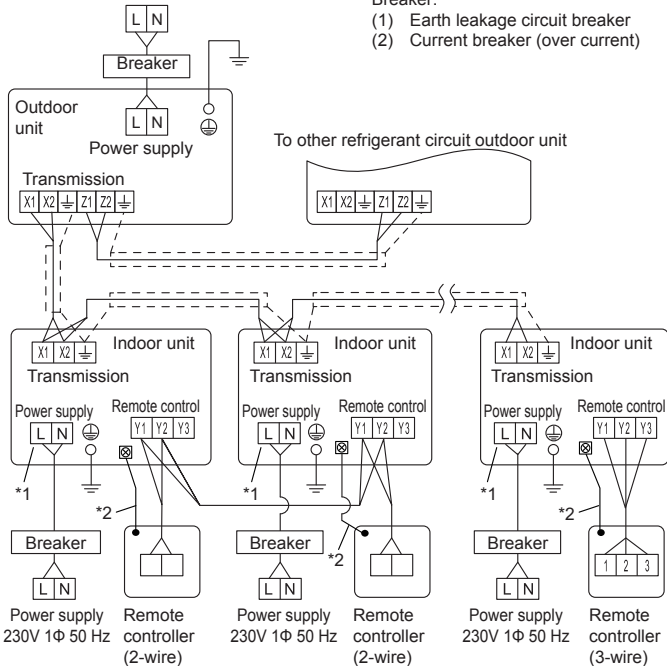 Breaker:
(1) Earth leakage circuit breaker
(2) Current breaker (over current)
L N
Breaker
Outdoor
unit
L N
Power supply
Transmission
X1 X2 Z1 Z2
To other refrigerant circuit outdoor unit
X1 X2 Z1 Z2
X1 X2
Indoor unit
Transmission
Power supply
Remote control
L N
Y1 Y2 Y3
*1
*2
Breaker
L N
Power supply
230V 1Φ 50 Hz
Remote
controller
(2-wire)
X1 X2
Indoor unit
Transmission
Power supply
Remote control
L N
Y1 Y2 Y3
*1
*2
Breaker
L N
Power supply
230V 1Φ 50 Hz
Remote
controller
(2-wire)
X1 X2
Indoor unit
Transmission
Power supply
Remote control
L N
Y1 Y2 Y3
*1
*2
Breaker
1 2 3
L N
Power supply
230V 1Φ 50 Hz
Remote
controller
(3-wire)